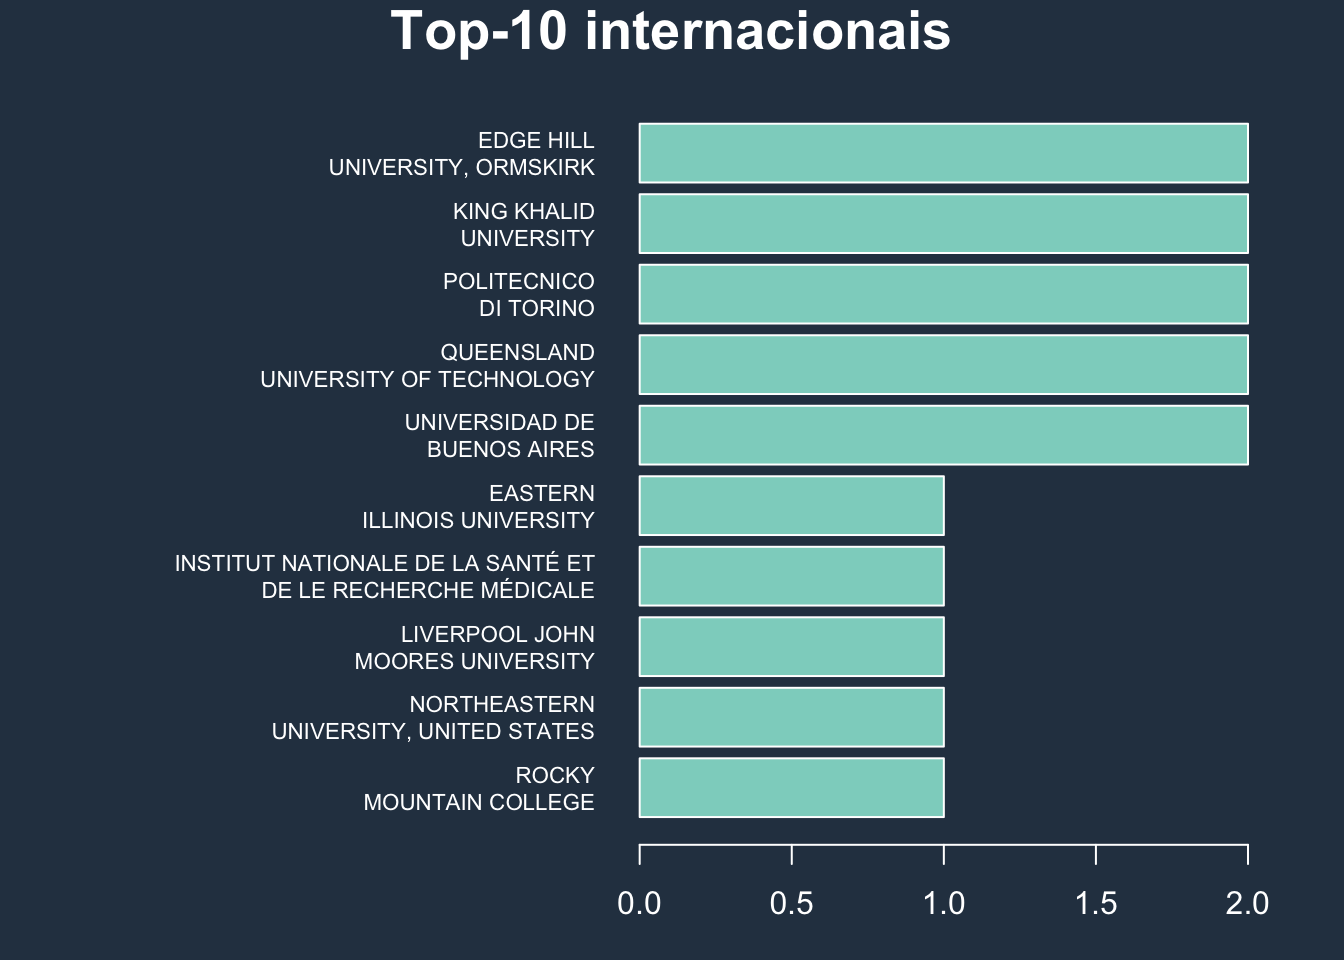 Top-10 internacionais
EDGE HILL
UNIVERSITY, ORMSKIRK
KING KHALID
UNIVERSITY
POLITECNICO
DI TORINO
QUEENSLAND
UNIVERSITY OF TECHNOLOGY
UNIVERSIDAD DE
BUENOS AIRES
EASTERN
ILLINOIS UNIVERSITY
INSTITUT NATIONALE DE LA SANTÉ ET
DE LE RECHERCHE MÉDICALE
LIVERPOOL JOHN
MOORES UNIVERSITY
NORTHEASTERN
UNIVERSITY, UNITED STATES
ROCKY
MOUNTAIN COLLEGE
0.0 0.5 1.0 1.5 2.0